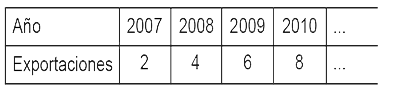 Año 2007 2008 2009 2010 ...
Exportaciones 2 4 6 8 ...